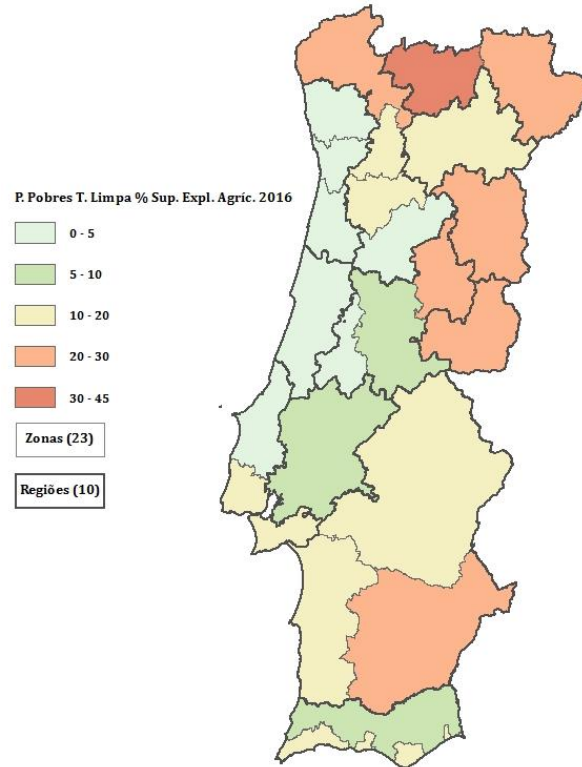 P. Pobres T. Limpa % Sup. Expl. Agríc. 2016
0 - 5
5 - 10
10 - 20
20 - 30
30 - 45
Zonas (23)
Regiões (10)